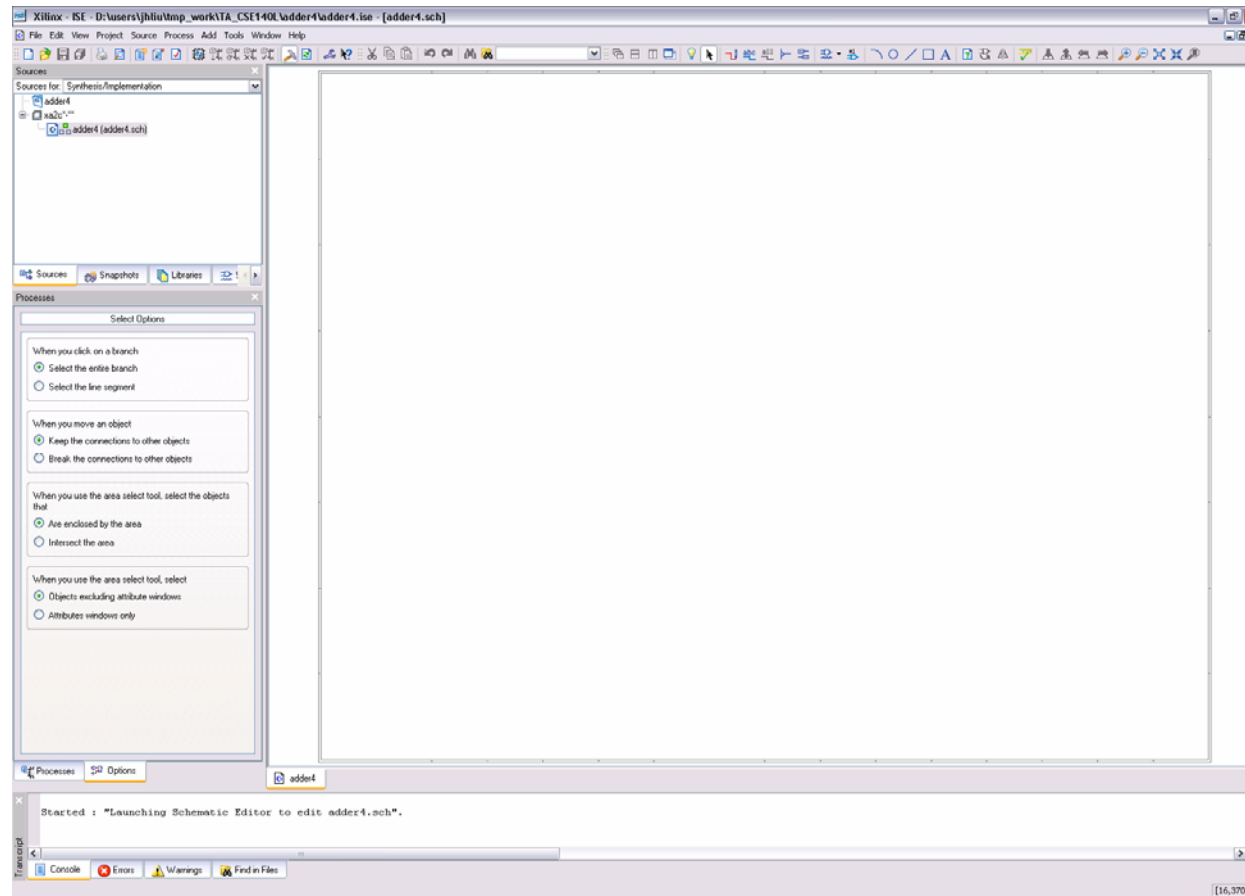 Xilinx - ISE - D:\users\jhliu\tmp_work\TA_CSE140L\adder4\adder4.ise - [adder4.sch]
File Edit View Project Source Process Add Tools Window Help
Sources
Sources for: Synthesis/Implementation
adder4
xa2c*-**
adder4 (adder4.sch)
Sources Snapshots Libraries
Processes
Select Options
When you click on a branch
Select the entire branch
Select the line segment
When you move an object
Keep the connections to other objects
Break the connections to other objects
When you use the area select tool, select the objects
that
Are enclosed by the area
Intersect the area
When you use the area select tool, select
Objects excluding attribute windows
Attributes windows only
Processes Options
adder4
Started : "Launching Schematic Editor to edit adder4.sch".
Transcript
Console Errors Warnings Find in Files
[16,370